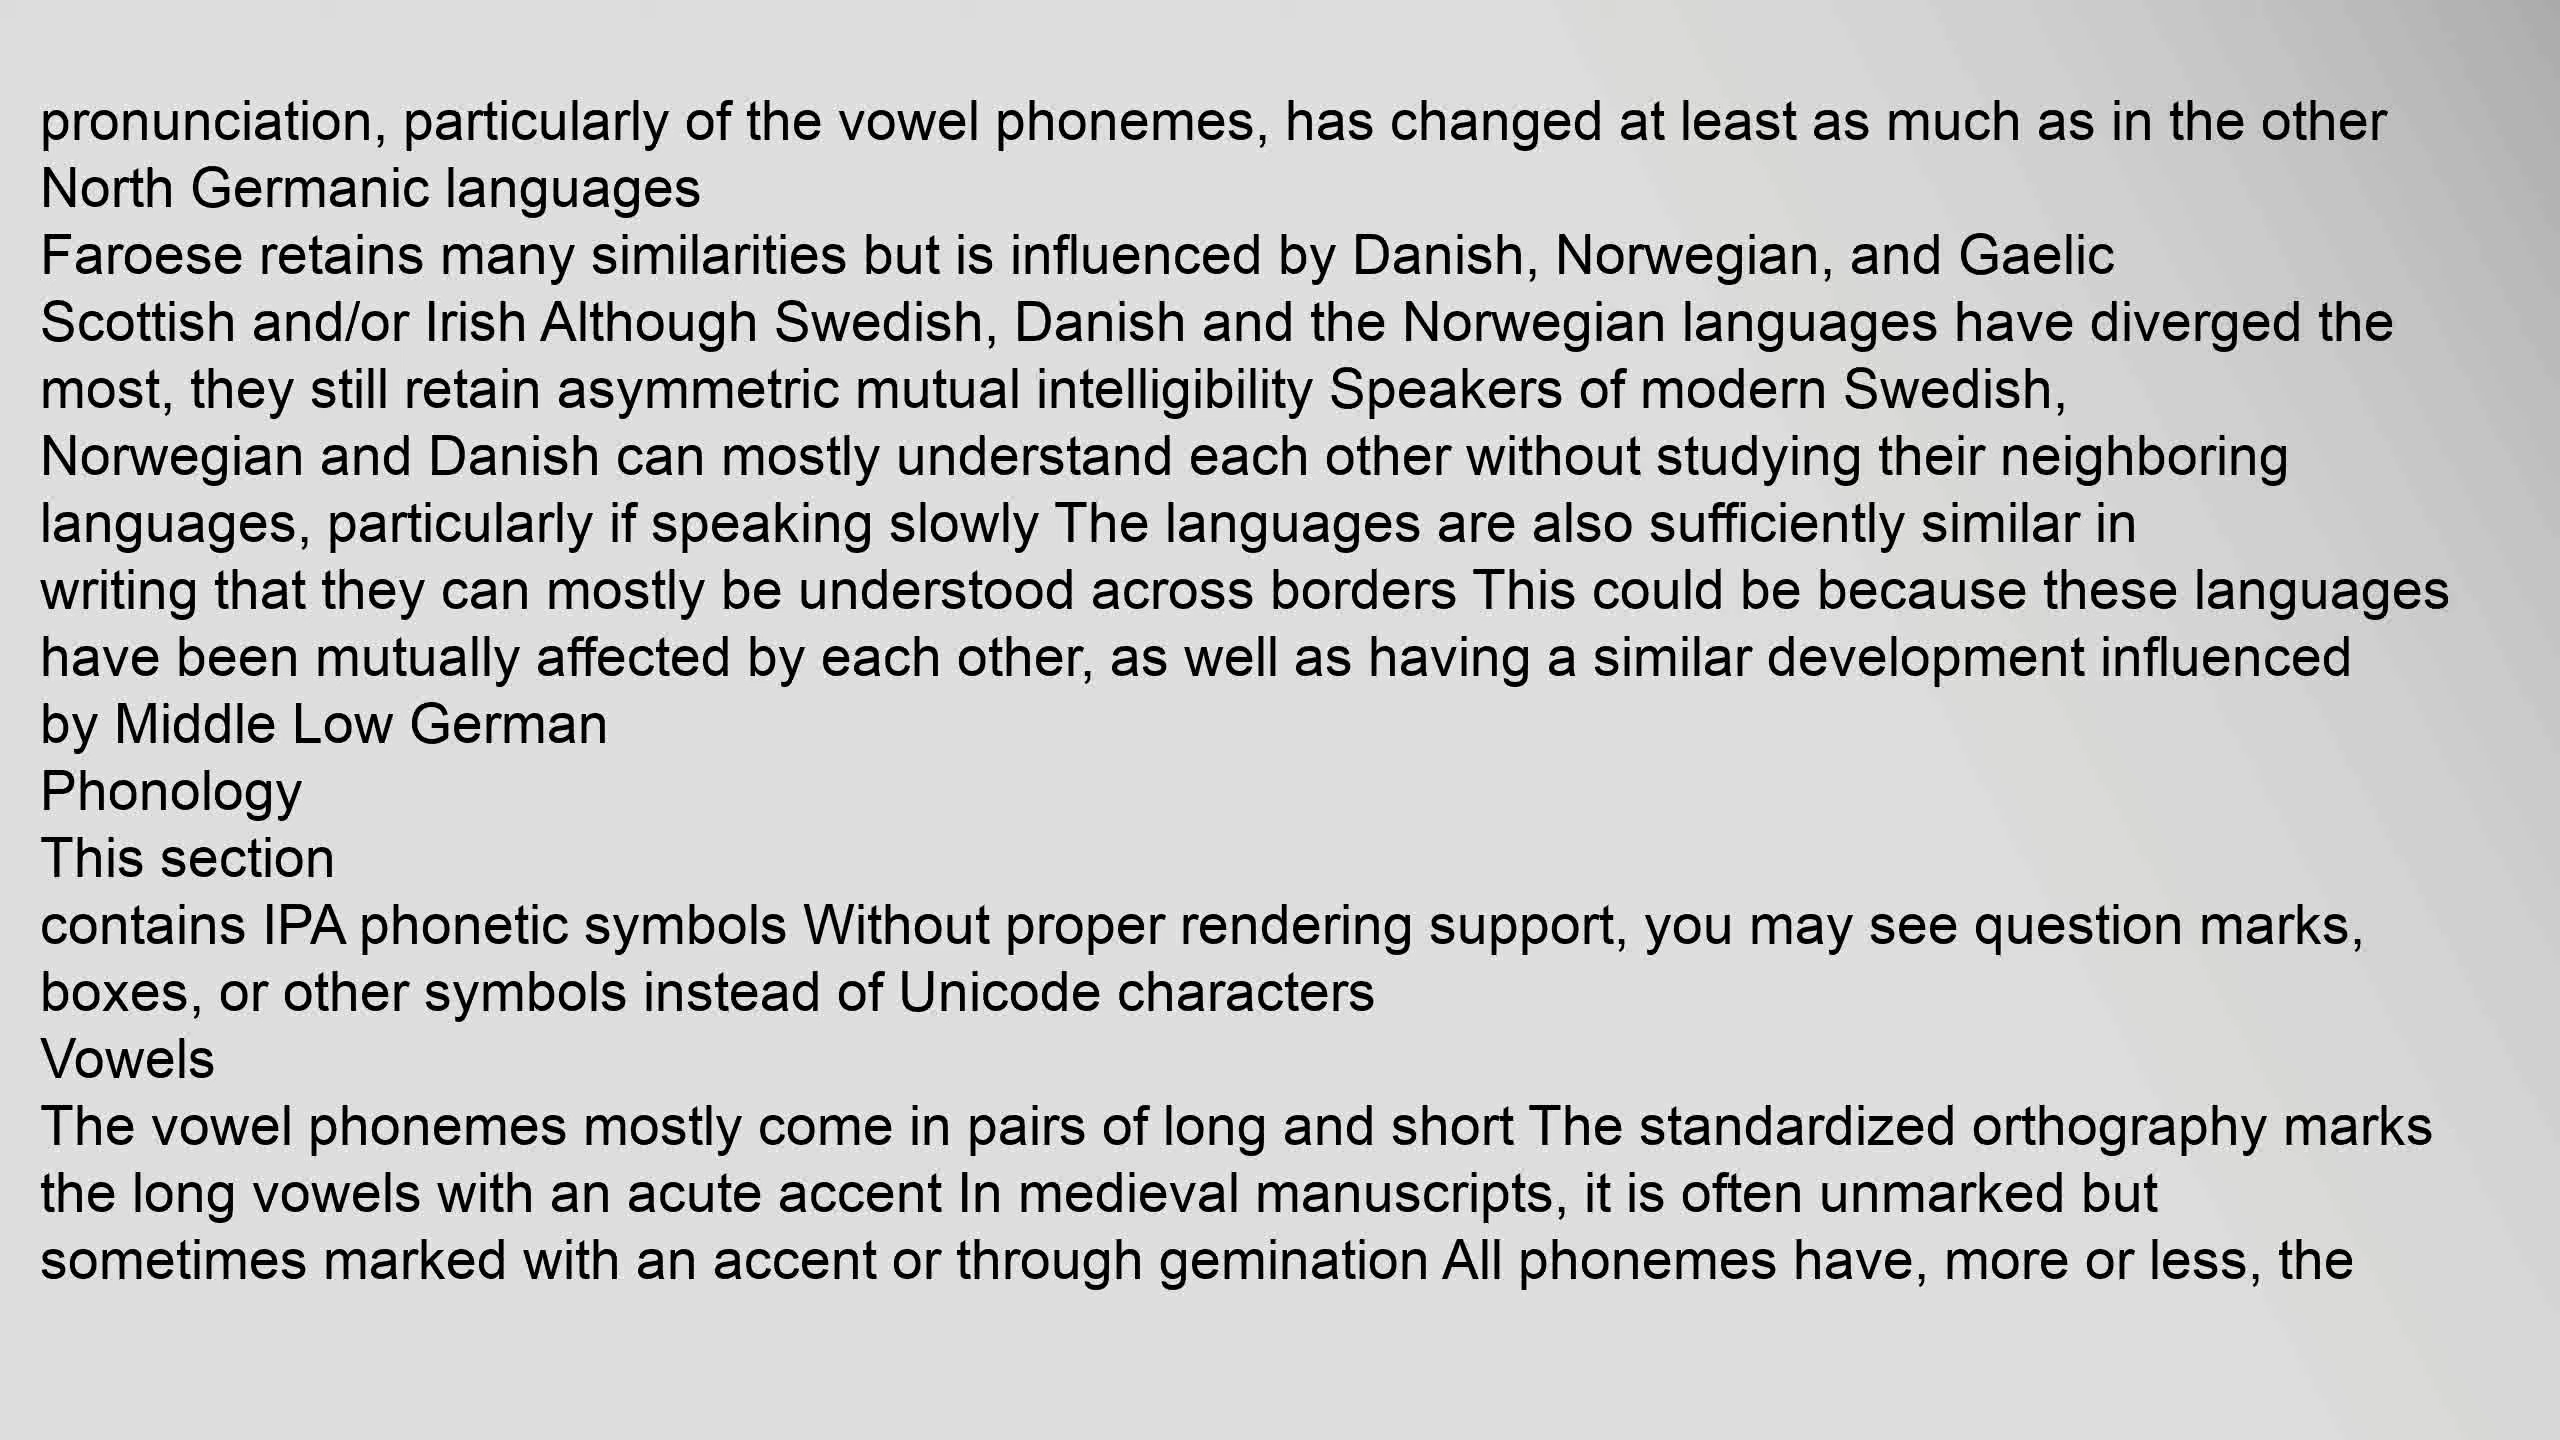 pronunciation, particularly of the vowel phonemes, has changed at least as much as in the other
North Germanic languages
Faroese retains many similarities but is influenced by Danish, Norwegian, and Gaelic
Scottish and/or Irish Although Swedish, Danish and the Norwegian languages have diverged the
most, they still retain asymmetric mutual intelligibility Speakers of modern Swedish,
Norwegian and Danish can mostly understand each other without studying their neighboring
languages, particularly if speaking slowly The languages are also sufficiently similar in
writing that they can mostly be understood across borders This could be because these languages
have been mutually affected by each other, as well as having a similar development influenced
by Middle Low German
Phonology
This section
contains IPA phonetic symbols Without proper rendering support, you may see question marks,
boxes, or other symbols instead of Unicode characters
Vowels
The vowel phonemes mostly come in pairs of long and short The standardized orthography marks
the long vowels with an acute accent In medieval manuscripts, it is often unmarked but
sometimes marked with an accent or through gemination All phonemes have, more or less, the